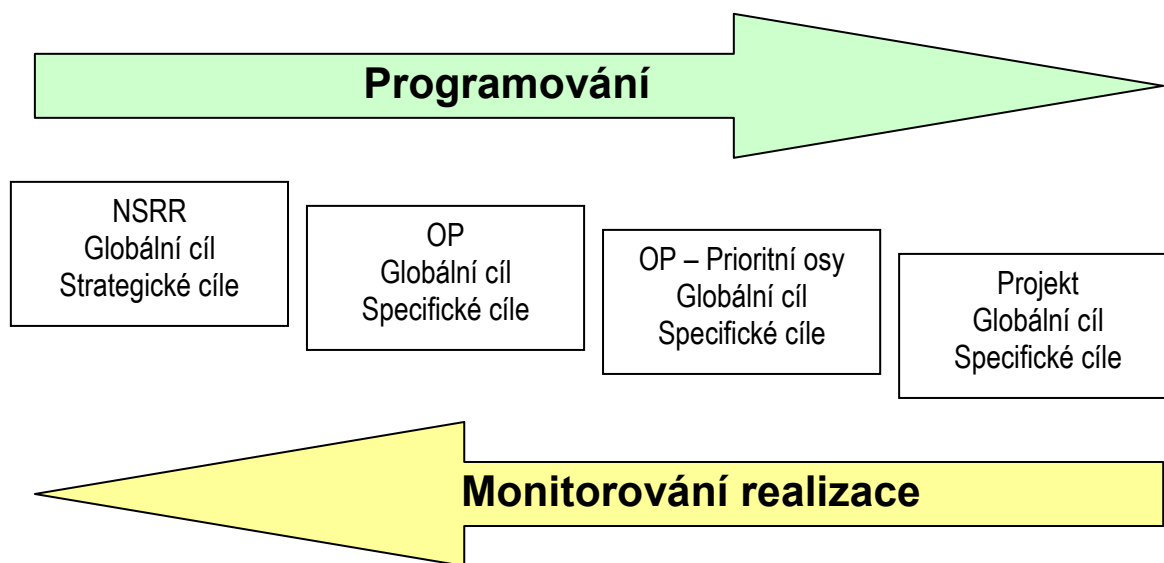 Programování
NSRR
Globální cíl
Strategické cíle
OP
Globální cíl
Specifické cíle
OP – Prioritní osy
Globální cíl
Specifické cíle
Projekt
Globální cíl
Specifické cíle
Monitorování realizace